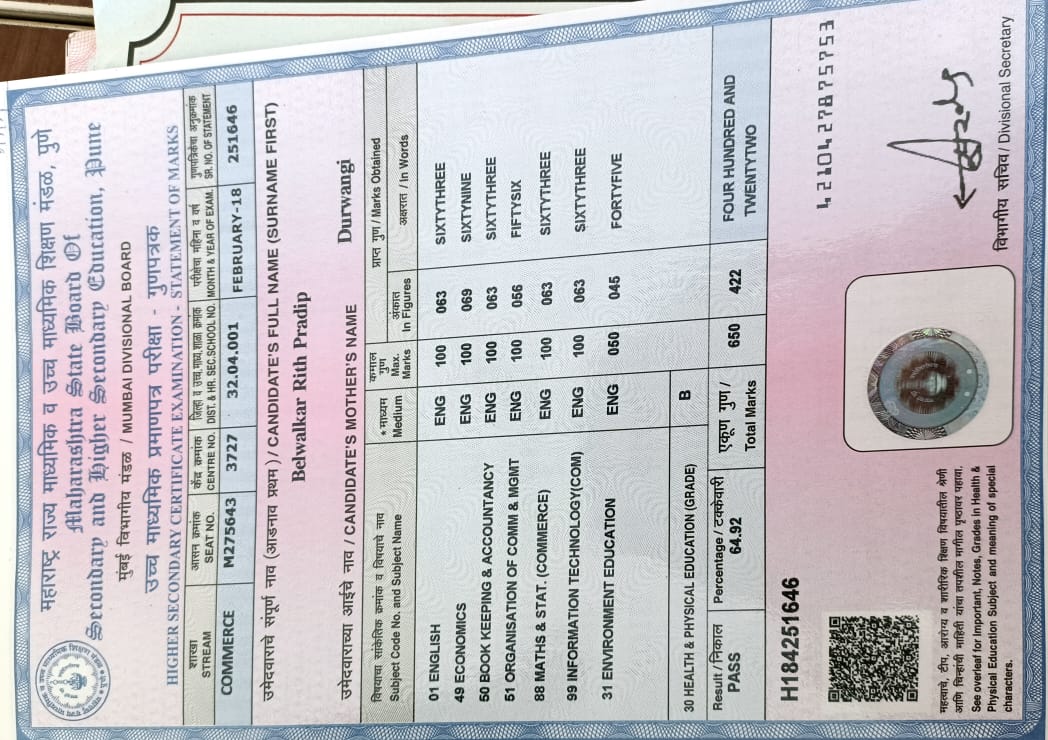 महाराष्ट्र राज्य माध्यमिक व उच्च माध्यमिक शिक्षण मंडळ, पुणे
Maharashtra State Board Of
Secondary and Higher Secondary Education, Pune
मुंबई विभागीय मंडळ / MUMBAI DIVISIONAL BOARD
उच्च माध्यमिक प्रमाणपत्र परीक्षा - गुणपत्रक
HIGHER SECONDARY CERTIFICATE EXAMINATION - STATEMENT OF MARKS
शाखा आसन क्रमांक केंद्र क्रमांक जिल्हा व उच्च.माध्य.शाळा क्रमांक परीक्षेचा महिना व वर्ष गुणपत्रिकेचा अनुक्रमांक
STREAM SEAT NO. CENTRE NO. DIST. & HR. SEC.SCHOOL NO. MONTH & YEAR OF EXAM. SR. NO. OF STATEMENT
COMMERCE M275643 3727 32.04.001 FEBRUARY-18 251646
उमेदवाराचे संपूर्ण नाव (आडनाव प्रथम) / CANDIDATE'S FULL NAME (SURNAME FIRST)
Belwalkar Rith Pradip
उमेदवाराच्या आईचे नाव / CANDIDATE'S MOTHER'S NAME Durwangi
विषयाचा सांकेतिक क्रमांक व विषयाचे नाव * माध्यम कमाल गुण प्राप्त गुण / Marks Obtained
Subject Code No. and Subject Name Medium Max. Marks अंकात In Figures अक्षरात / In Words
01 ENGLISH ENG 100 063 SIXTYTHREE
49 ECONOMICS ENG 100 069 SIXTYNINE
50 BOOK KEEPING & ACCOUNTANCY ENG 100 063 SIXTYTHREE
51 ORGANISATION OF COMM & MGMT ENG 100 056 FIFTYSIX
88 MATHS & STAT. (COMMERCE) ENG 100 063 SIXTYTHREE
99 INFORMATION TECHNOLOGY(COM) ENG 100 063 SIXTYTHREE
31 ENVIRONMENT EDUCATION ENG 050 045 FORTYFIVE
30 HEALTH & PHYSICAL EDUCATION (GRADE) B
Result / निकाल Percentage / टक्केवारी एकूण गुण / 650 422 FOUR HUNDRED AND
PASS 64.92 Total Marks TWENTYTWO
H184251646
4210427875753
महत्वाचे, टीप, आरोग्य व शारीरिक शिक्षण विषयातील श्रेणी
आणि चिन्हांची माहिती यांचा तपशील मागील पृष्ठावर पहावा.
See overleaf for Important, Notes, Grades in Health &
Physical Education Subject and meaning of special
characters.
विभागीय सचिव / Divisional Secretary